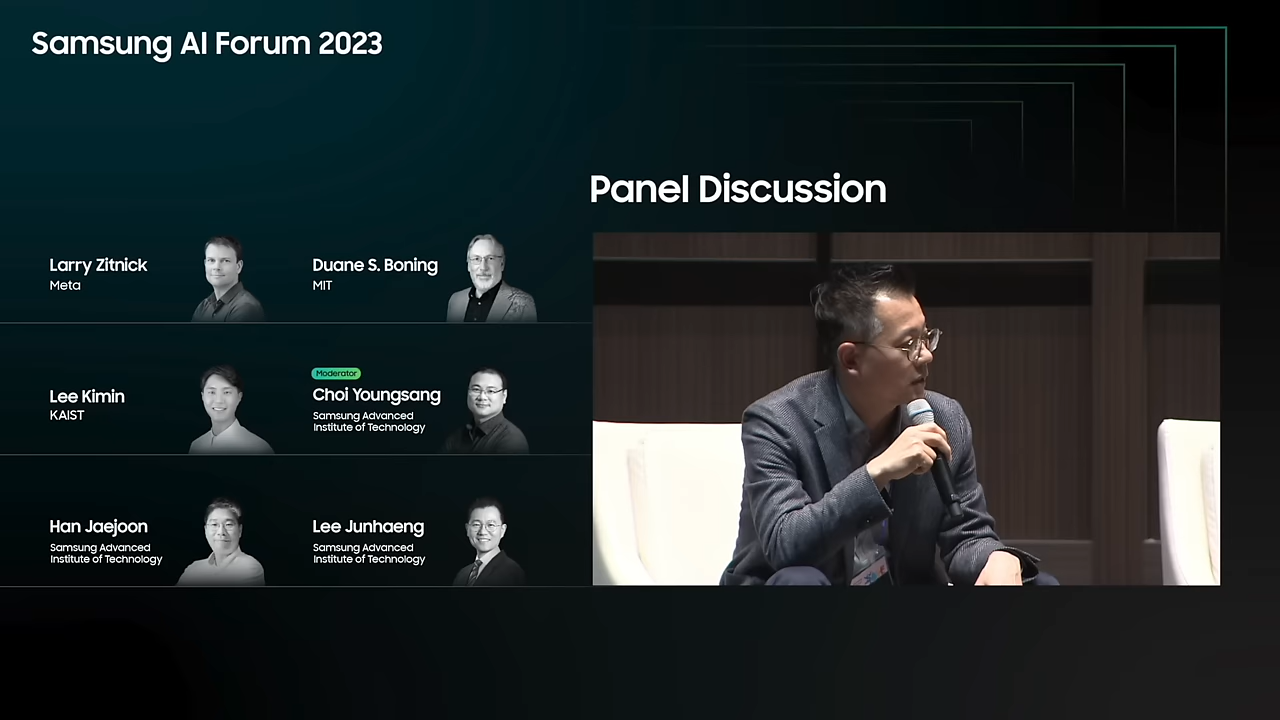 Samsung AI Forum 2023
Panel Discussion
Larry Zitnick
Meta
Duane S. Boning
MIT
Lee Kimin
KAIST
Moderator
Choi Youngsang
Samsung Advanced
Institute of Technology
Han Jaejoon
Samsung Advanced
Institute of Technology
Lee Junhaeng
Samsung Advanced
Institute of Technology